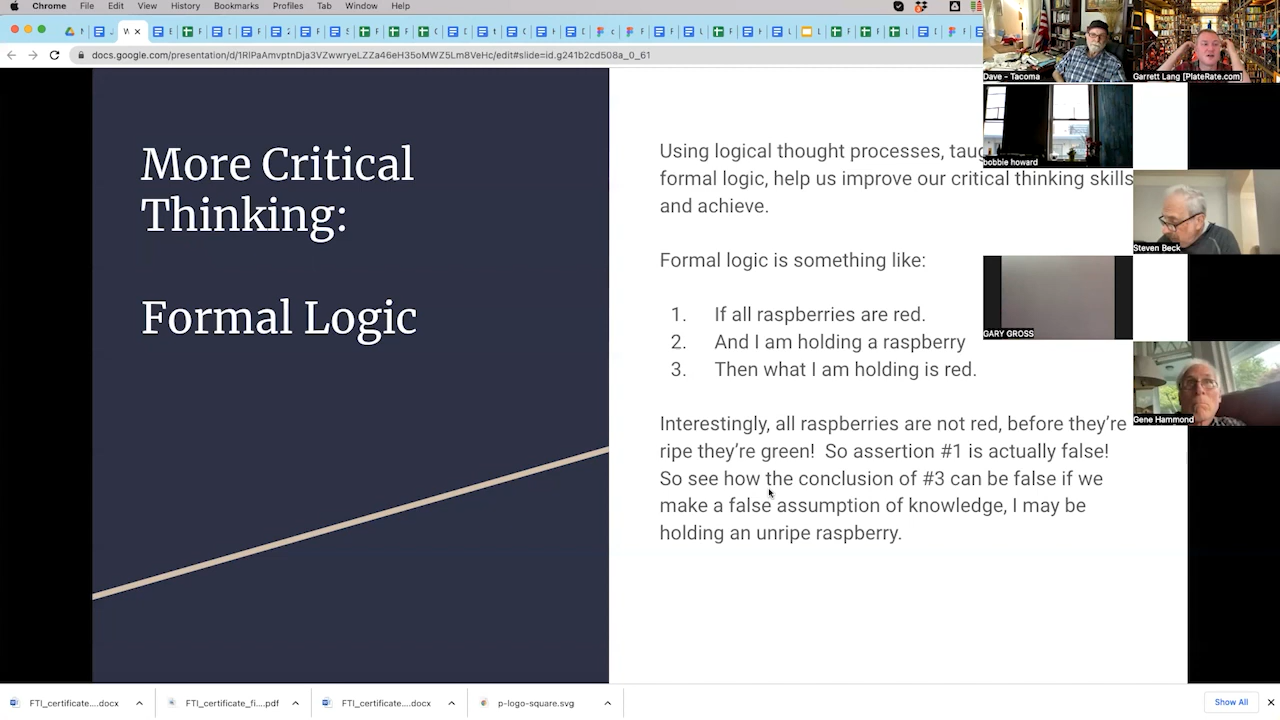 Chrome File Edit View History Bookmarks Profiles Tab Window Help
docs.google.com/presentation/d/1RlPaAmvptnDja3VZwwryeLZZa46eH35oMWZ5Lm8VeHc/edit#slide=id.g241b2cd508a_0_61
Dave - Tacoma
Garrett Lang [PlateRate.com]
bobbie howard
Steven Beck
GARY GROSS
Gene Hammond
More Critical
Thinking:
Formal Logic
Using logical thought processes,
formal logic, help us improve our critical thinking skills
and achieve.
Formal logic is something like:
1. If all raspberries are red.
2. And I am holding a raspberry
3. Then what I am holding is red.
Interestingly, all raspberries are not red, before they're
ripe they're green! So assertion #1 is actually false!
So see how the conclusion of #3 can be false if we
make a false assumption of knowledge, I may be
holding an unripe raspberry.
FTI_certificate....docx
FTI_certificate_fi....pdf
FTI_certificate....docx
p-logo-square.svg
Show All